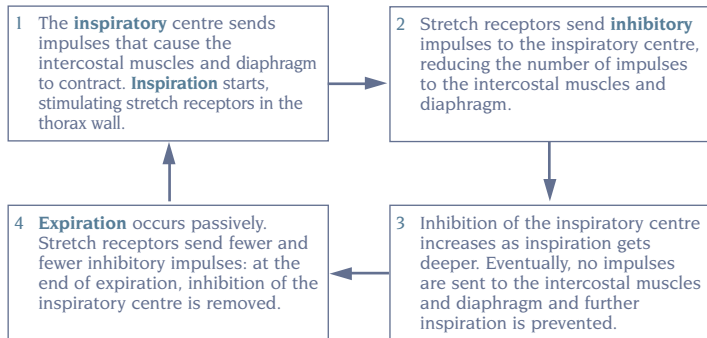 1 The inspiratory centre sends
impulses that cause the
intercostal muscles and diaphragm
to contract. Inspiration starts,
stimulating stretch receptors in the
thorax wall.
2 Stretch receptors send inhibitory
impulses to the inspiratory centre,
reducing the number of impulses
to the intercostal muscles and
diaphragm.
3 Inhibition of the inspiratory centre
increases as inspiration gets
deeper. Eventually, no impulses
are sent to the intercostal muscles
and diaphragm and further
inspiration is prevented.
4 Expiration occurs passively.
Stretch receptors send fewer and
fewer inhibitory impulses: at the
end of expiration, inhibition of the
inspiratory centre is removed.